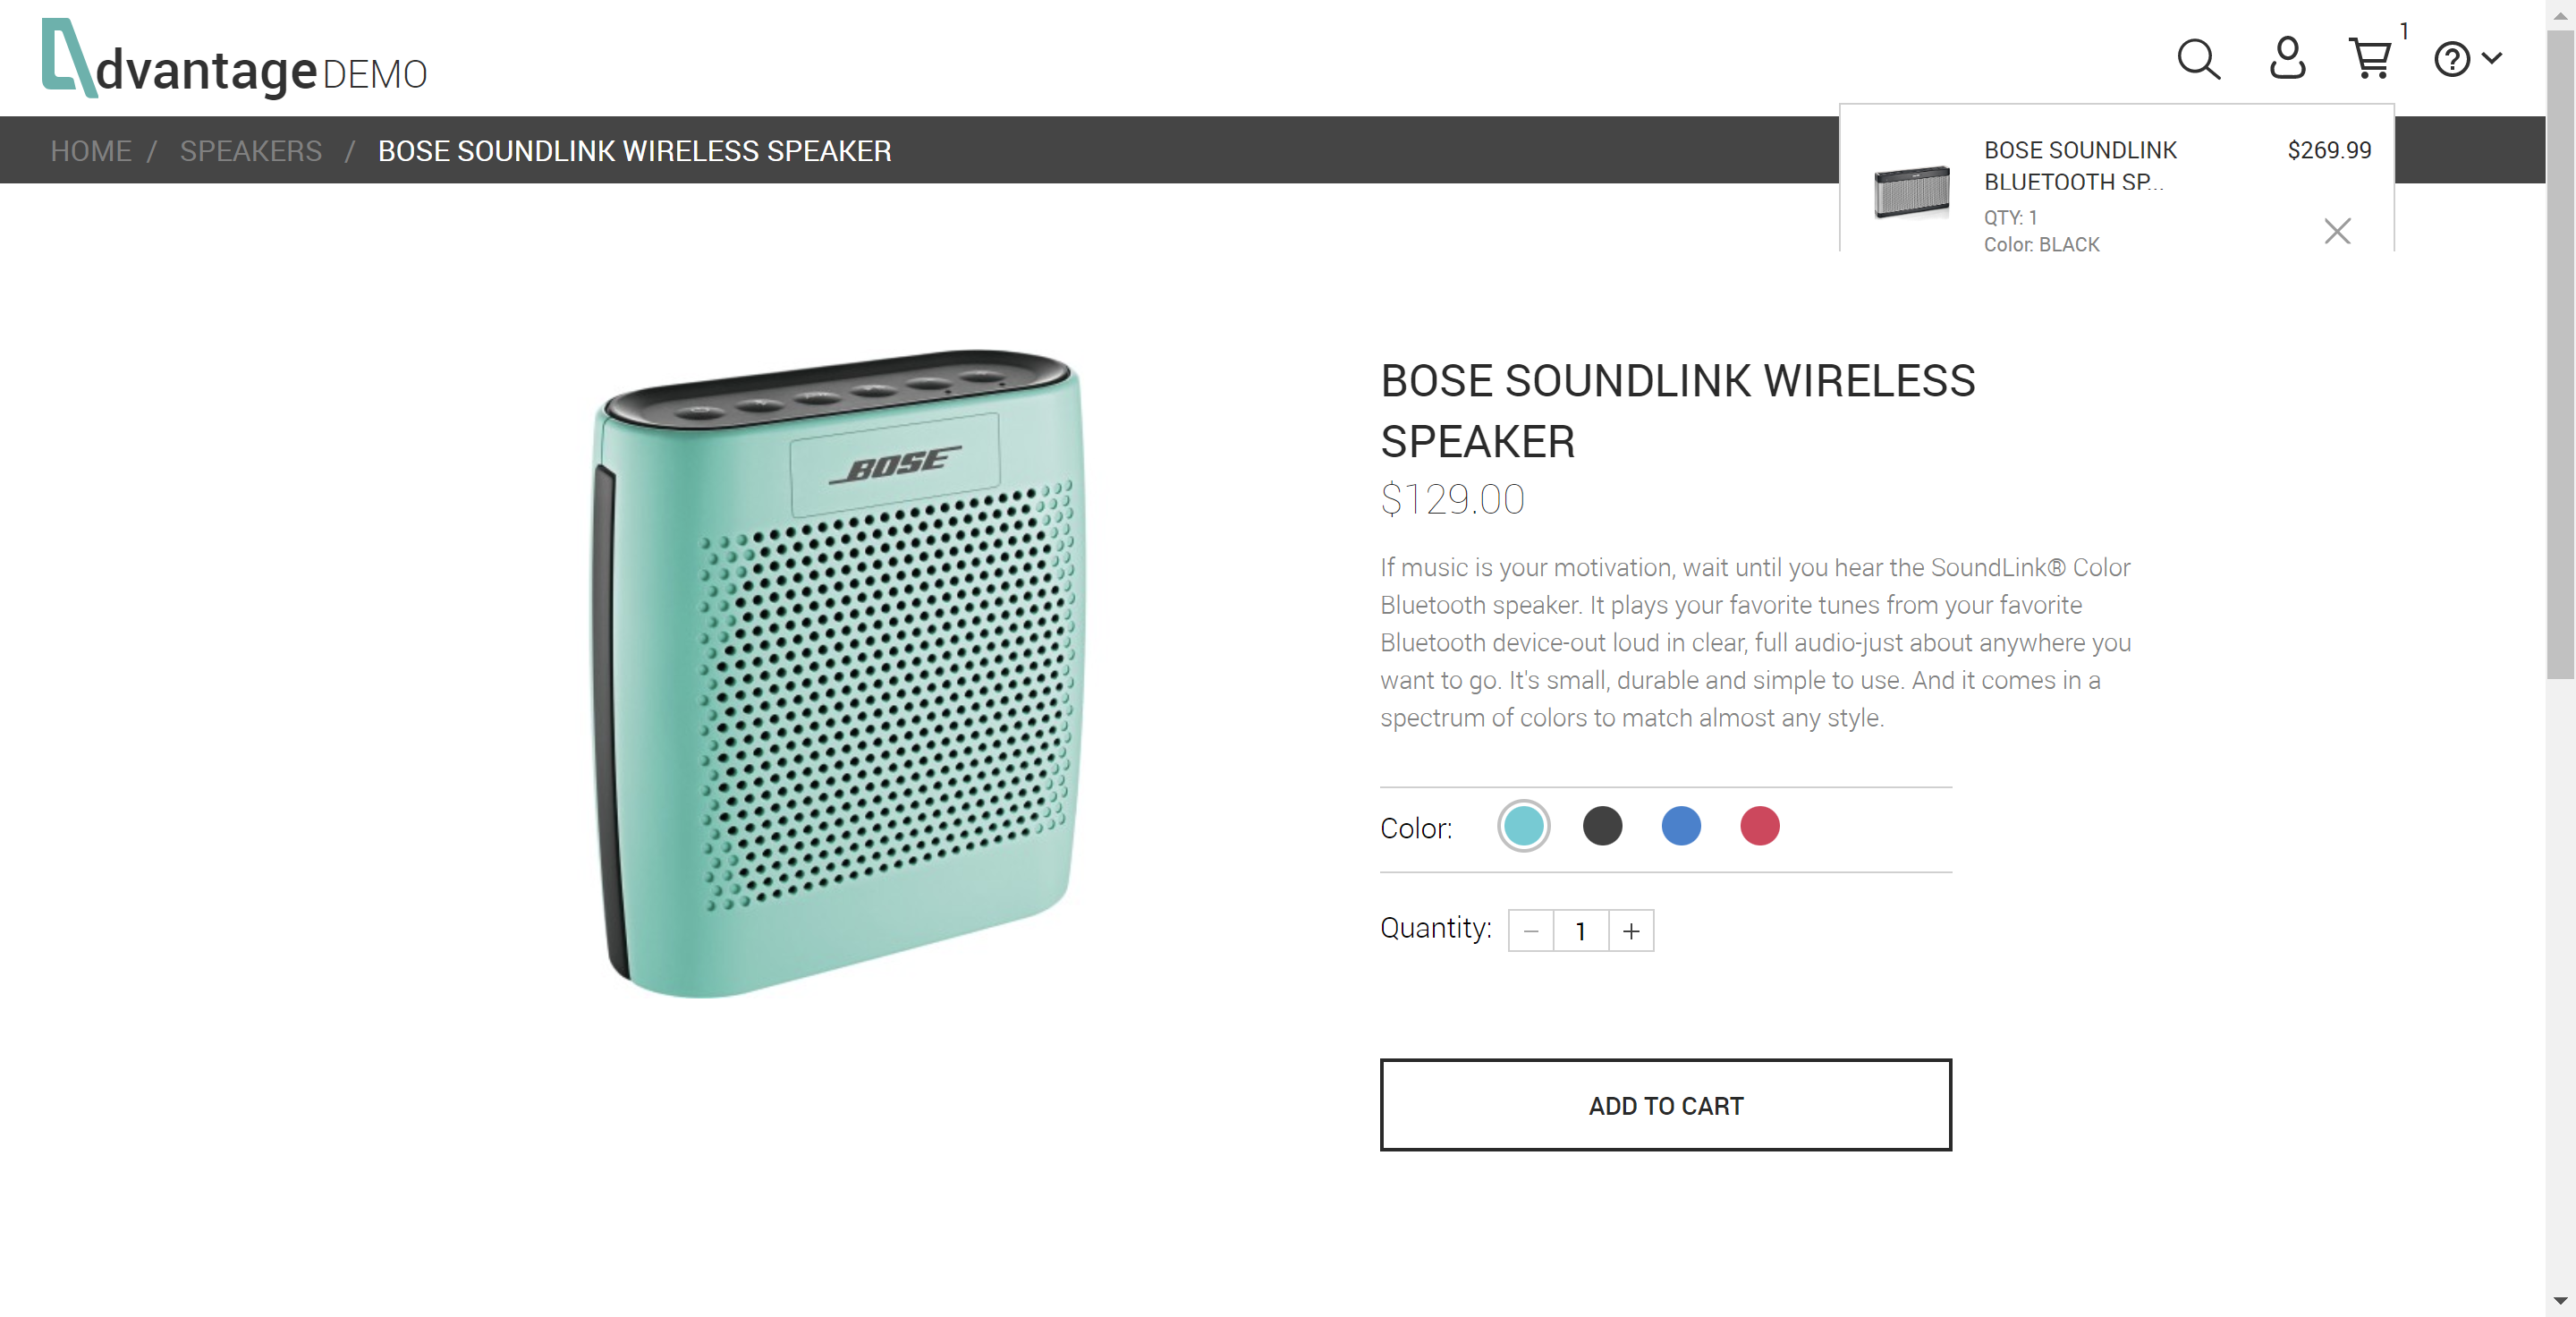 dvantage DEMO
1
HOME / SPEAKERS / BOSE SOUNDLINK WIRELESS SPEAKER
BOSE SOUNDLINK
BLUETOOTH SP...
$269.99
QTY: 1
Color: BLACK
BOSE
BOSE SOUNDLINK WIRELESS
SPEAKER
$129.00
If music is your motivation, wait until you hear the SoundLink® Color
Bluetooth speaker. It plays your favorite tunes from your favorite
Bluetooth device-out loud in clear, full audio-just about anywhere you
want to go. It's small, durable and simple to use. And it comes in a
spectrum of colors to match almost any style.
Color:
Quantity: − 1 +
ADD TO CART